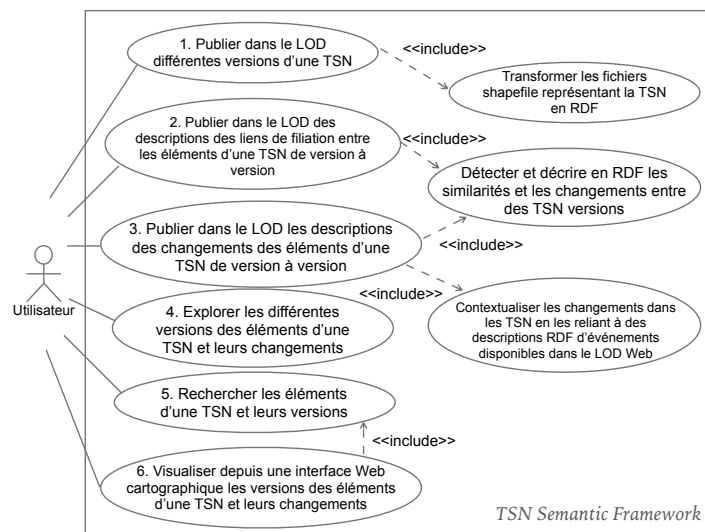 1. Publier dans le LOD
différentes versions d'une TSN
<<include>>
Transformer les fichiers
shapefile représentant la TSN
en RDF
2. Publier dans le LOD des
descriptions des liens de filiation entre
les éléments d'une TSN de version à
version
<<include>>
Détecter et décrire en RDF les
similarités et les changements entre
des TSN versions
3. Publier dans le LOD les descriptions
des changements des éléments d'une
TSN de version à version
<<include>>
<<include>>
Utilisateur
4. Explorer les différentes
versions des éléments d'une
TSN et leurs changements
Contextualiser les changements dans
les TSN en les reliant à des
descriptions RDF d'événements
disponibles dans le LOD Web
5. Rechercher les éléments
d'une TSN et leurs versions
<<include>>
6. Visualiser depuis une interface Web
cartographique les versions des éléments
d'une TSN et leurs changements
TSN Semantic Framework